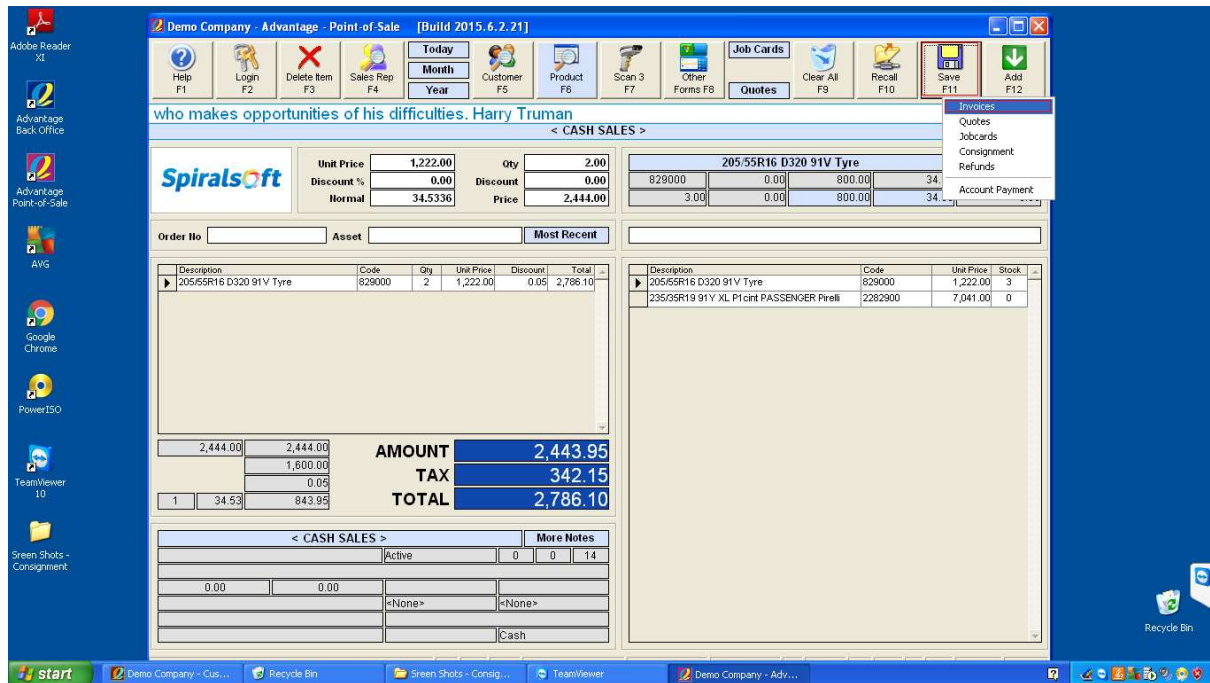 Demo Company - Advantage - Point-of-Sale [Build 2015.6.2.21]
Help F1
Login F2
Delete Item F3
Sales Rep F4
Today
Month
Year
Customer F5
Product F6
Scan 3 F7
Other Forms F8
Job Cards
Quotes
Clear All F9
Recall F10
Save F11
Add F12
Invoices
Quotes
Jobcards
Consignment
Refunds
Account Payment
who makes opportunities of his difficulties. Harry Truman
< CASH SALES >
Spiralsoft
Unit Price 1,222.00 Qty 2.00
Discount % 0.00 Discount 0.00
Normal 34.5336 Price 2,444.00
205/55R16 D320 91V Tyre
829000 0.00 800.00 34.
3.00 0.00 800.00
Order No Asset Most Recent
Description Code Qty Unit Price Discount Total
205/55R16 D320 91V Tyre 829000 2 1,222.00 0.05 2,786.10
Description Code Unit Price Stock
205/55R16 D320 91V Tyre 829000 1,222.00 3
235/35R19 91Y XL P1cint PASSENGER Pirelli 2282900 7,041.00 0
2,444.00 2,444.00 AMOUNT 2,443.95
1,600.00
0.05 TAX 342.15
1 34.53 843.95 TOTAL 2,786.10
< CASH SALES > More Notes
Active 0 0 14
0.00 0.00
<None> <None>
Cash
Adobe Reader XI
Advantage Back Office
Advantage Point-of-Sale
AVG
Google Chrome
PowerISO
TeamViewer 10
Sreen Shots - Consignment
Recycle Bin
start
Demo Company - Cus...
Recycle Bin
Sreen Shots - Consig...
TeamViewer
Demo Company - Adv...